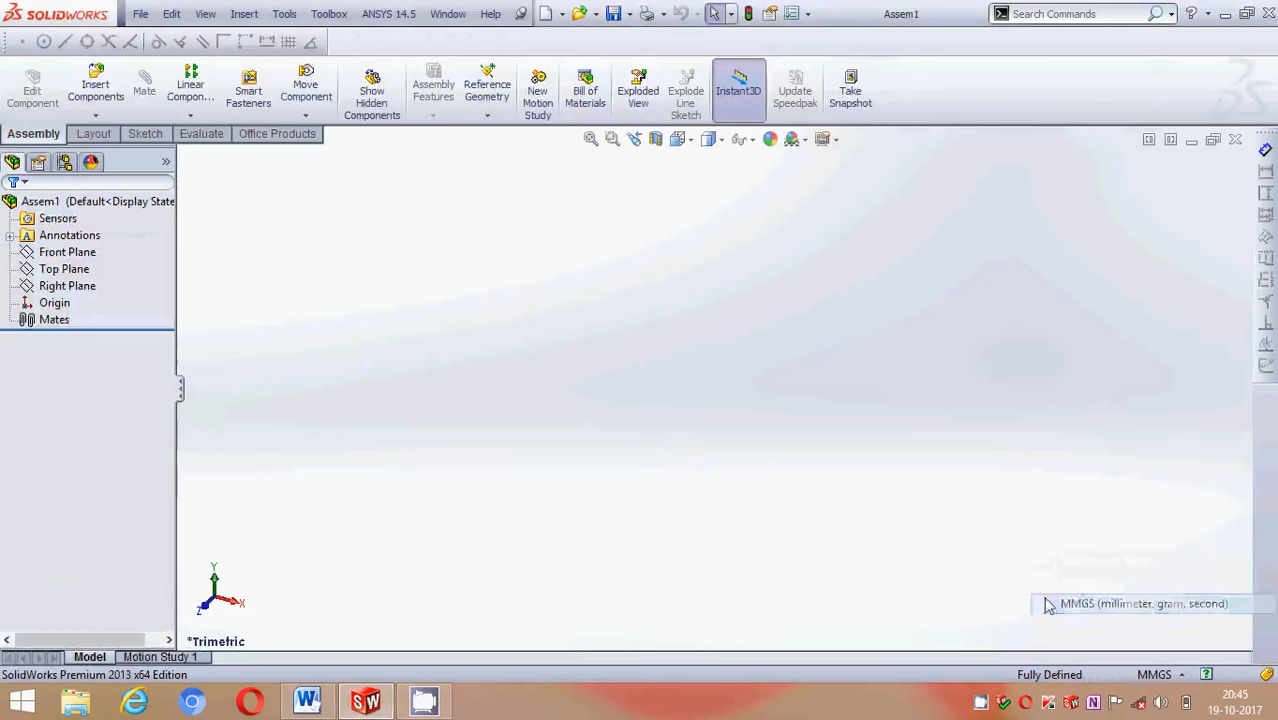 SOLIDWORKS File Edit View Insert Tools Toolbox ANSYS 14.5 Window Help Assem1 Search Commands
Edit Component
Insert Components
Mate
Linear Compon...
Smart Fasteners
Move Component
Show Hidden Components
Assembly Features
Reference Geometry
New Motion Study
Bill of Materials
Exploded View
Explode Line Sketch
Instant3D
Update Speedpak
Take Snapshot
Assembly Layout Sketch Evaluate Office Products
Assem1 (Default<Display State
Sensors
Annotations
Front Plane
Top Plane
Right Plane
Origin
Mates
Y
X
Z
MMGS (millimeter, gram, second)
*Trimetric
Model Motion Study 1
SolidWorks Premium 2013 x64 Edition Fully Defined MMGS
20:45
19-10-2017